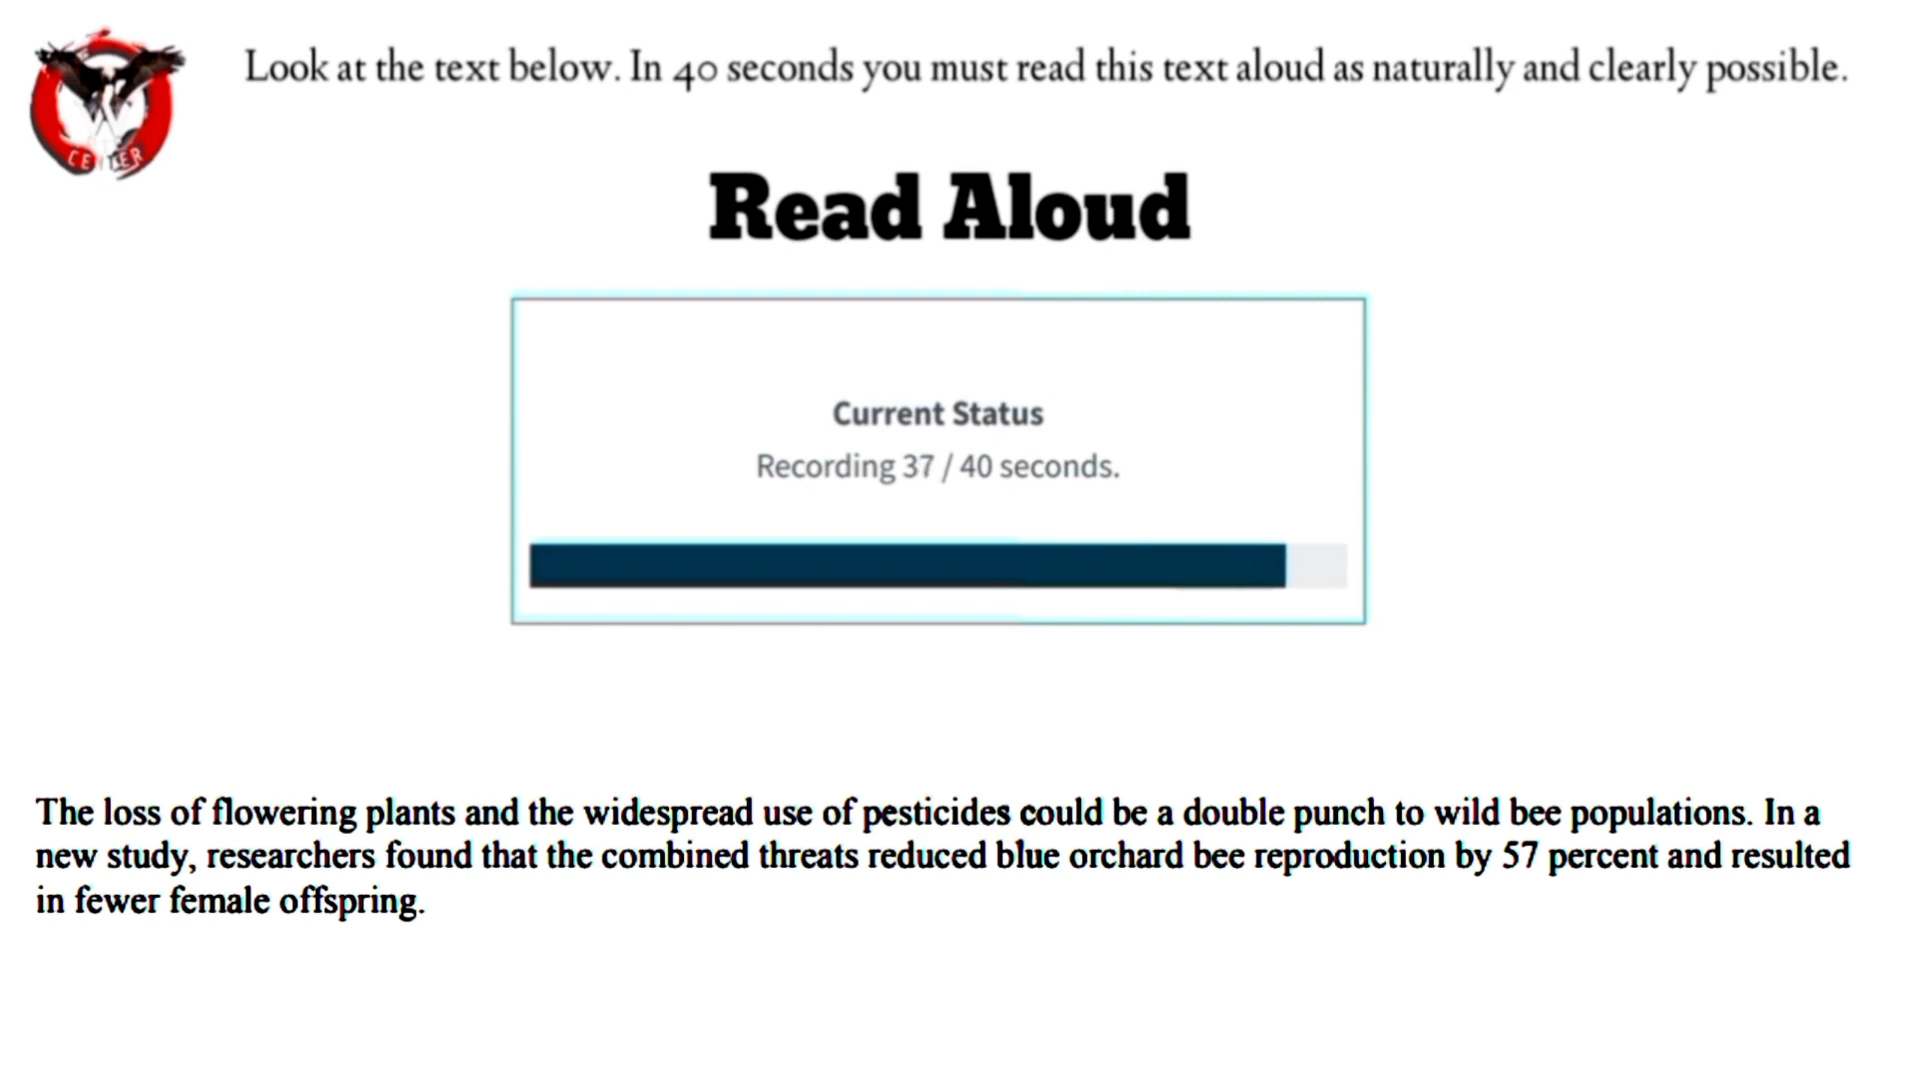 CENTER
Look at the text below. In 40 seconds you must read this text aloud as naturally and clearly possible.
Read Aloud
Current Status
Recording 37 / 40 seconds.
The loss of flowering plants and the widespread use of pesticides could be a double punch to wild bee populations. In a
new study, researchers found that the combined threats reduced blue orchard bee reproduction by 57 percent and resulted
in fewer female offspring.